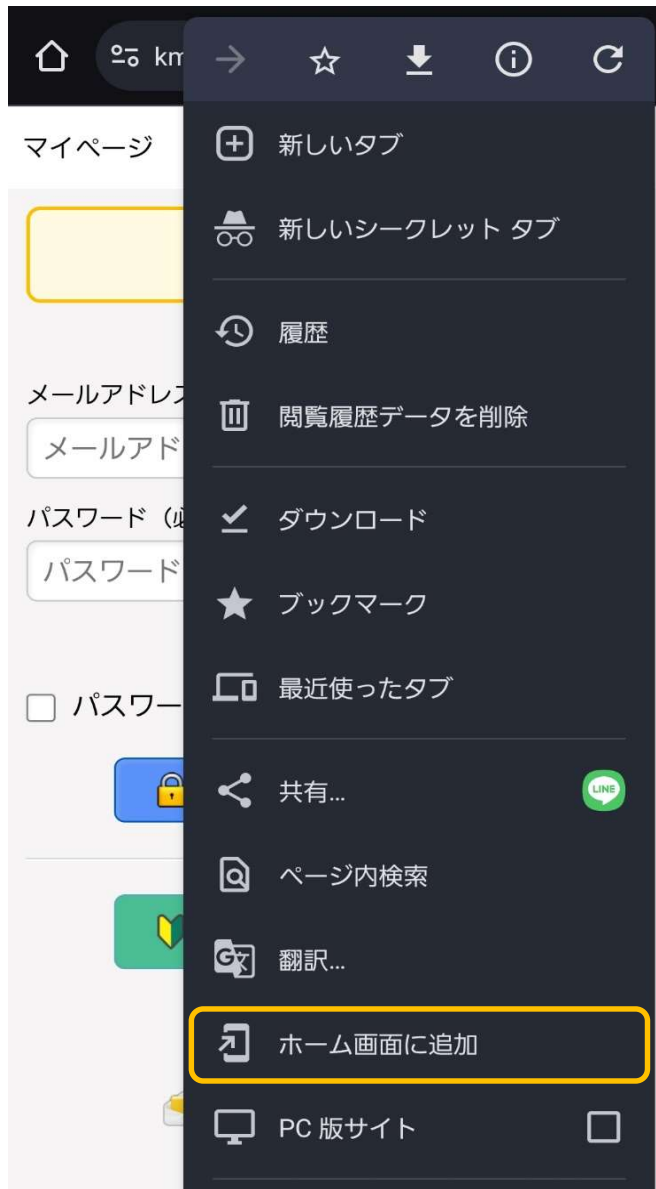 km
マイページ
新しいタブ
新しいシークレット タブ
履歴
メールアドレス
閲覧履歴データを削除
メールアド
パスワード（必
ダウンロード
パスワード
ブックマーク
最近使ったタブ
パスワー
共有...
LINE
ページ内検索
翻訳...
ホーム画面に追加
PC 版サイト